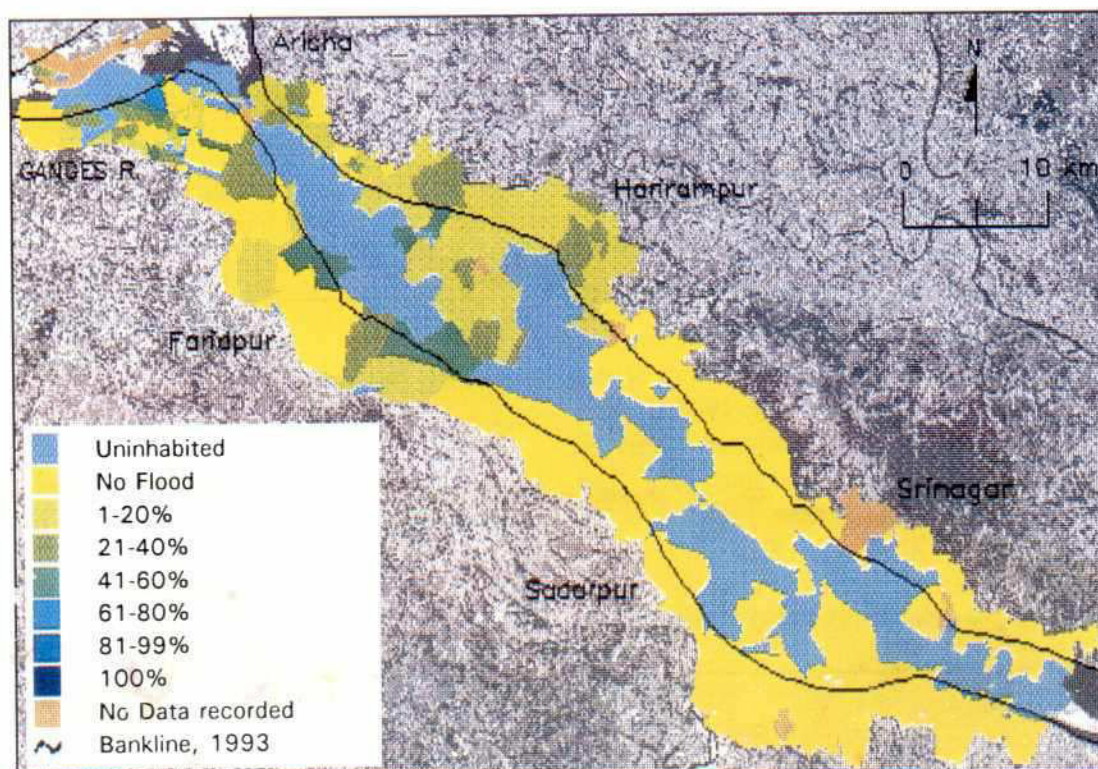 Aricha
N
GANGES R.
0 10 km
Harirampur
Faridpur
Srinagar
Sadarpur
Uninhabited
No Flood
1-20%
21-40%
41-60%
61-80%
81-99%
100%
No Data recorded
Bankline, 1993